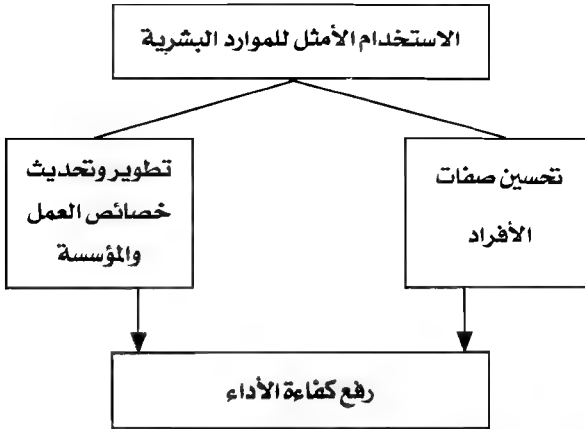 الاستخدام الأمثل للموارد البشرية
تحسين صفات
الأفراد
تطوير وتحديث
خصائص العمل
والمؤسسة
رفع كفاءة الأداء